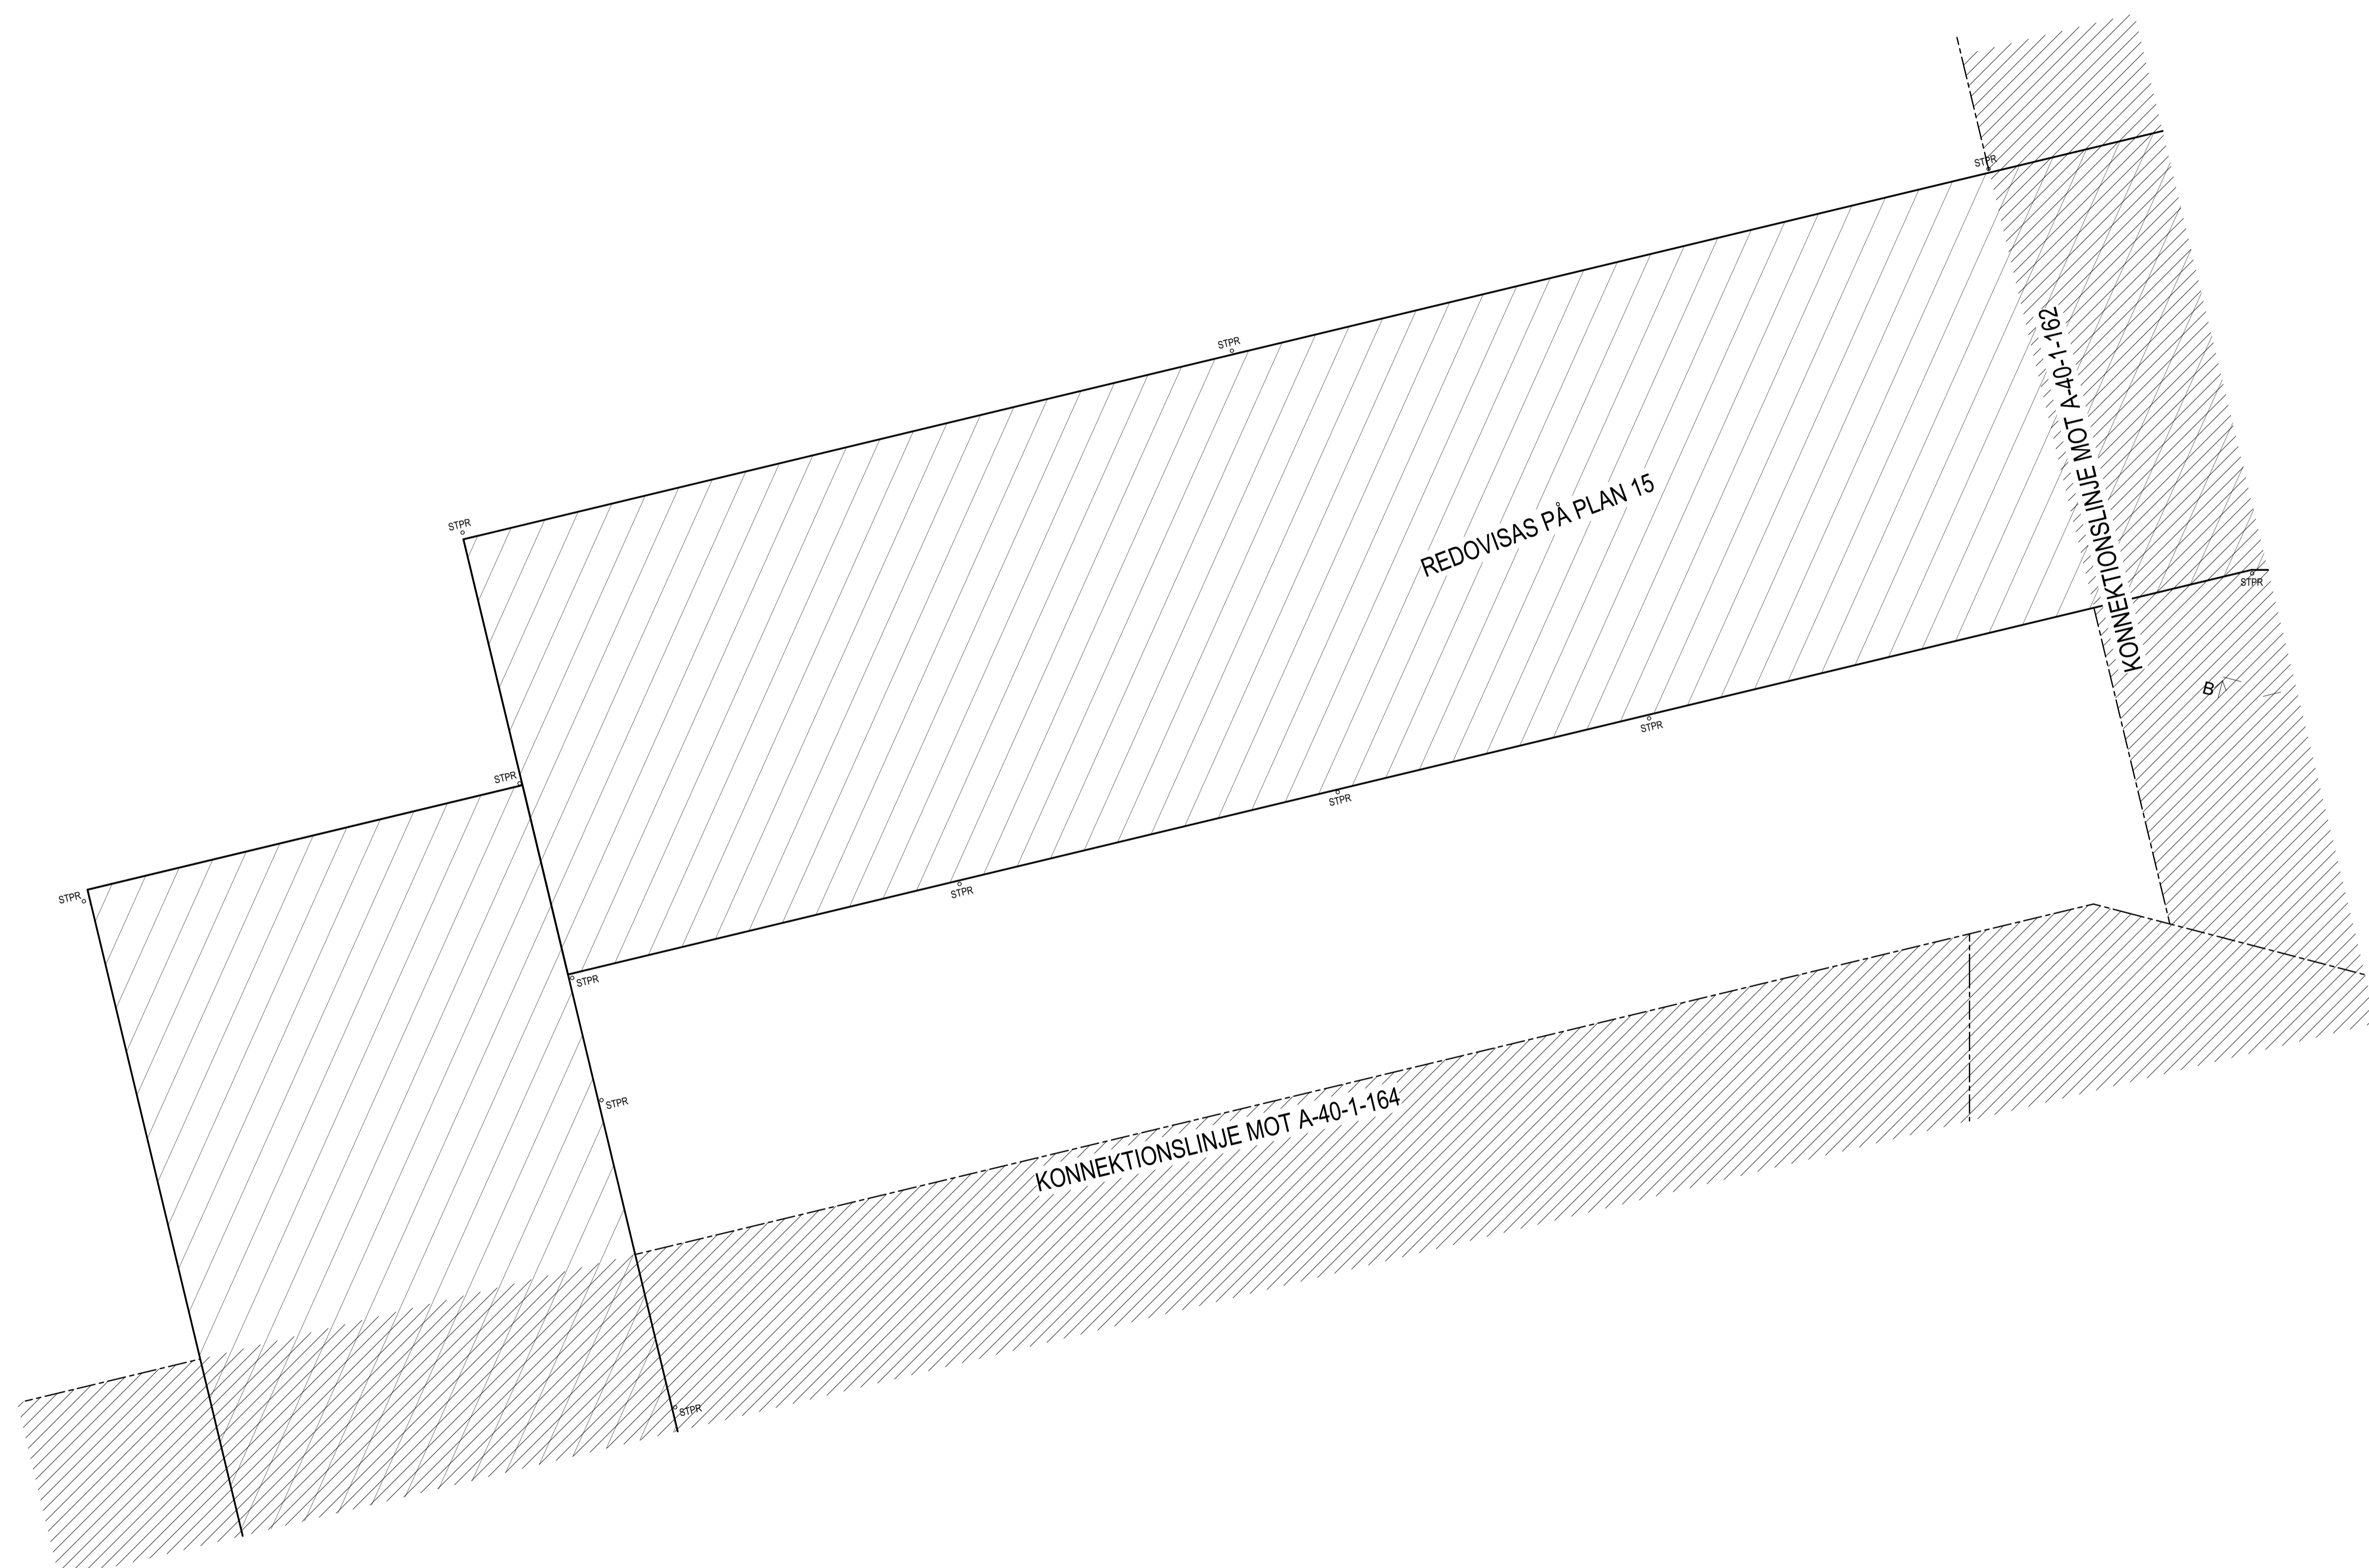 STPR
KONNEKTIONSLINJE MOT A-40-1-162
STPR
REDOVISAS PÅ PLAN 15
STPR
STPR
B
STPR
STPR
STPR
STPR
STPR
STPR
STPR
KONNEKTIONSLINJE MOT A-40-1-164
STPR